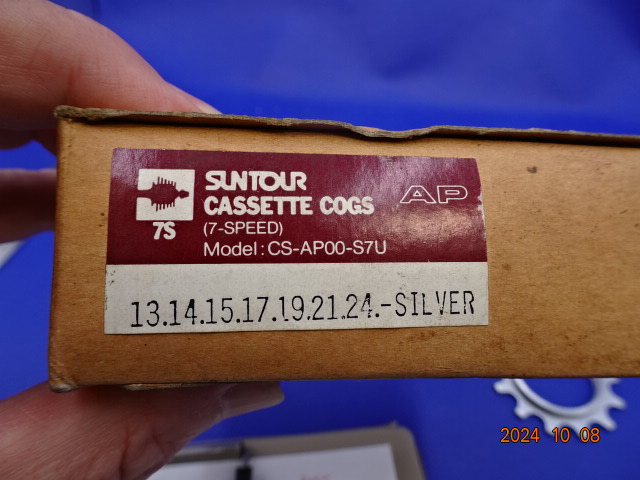 SUNTOUR
AP
CASSETTE COGS
7S
(7-SPEED)
Model: CS-AP00-S7U
13.14.15.17.19.21.24.-SILVER
2024 10 08